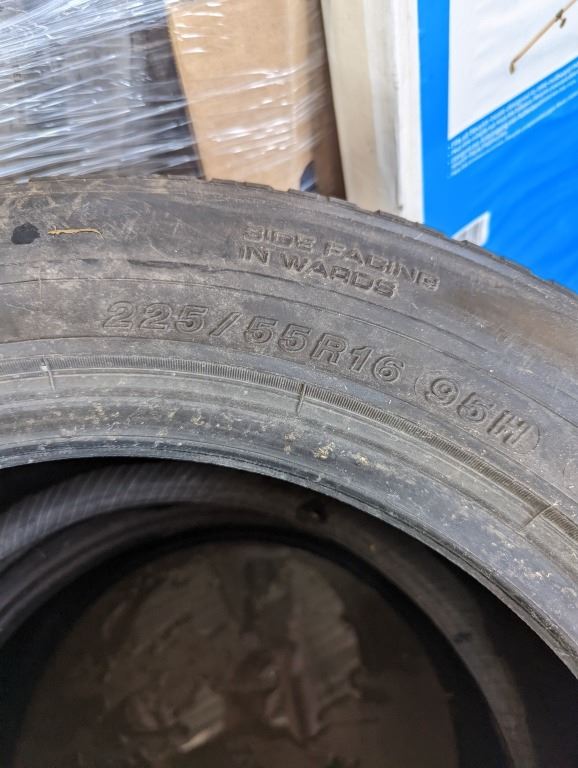 SIDE FACING
IN WARDS
225/55R16 95H